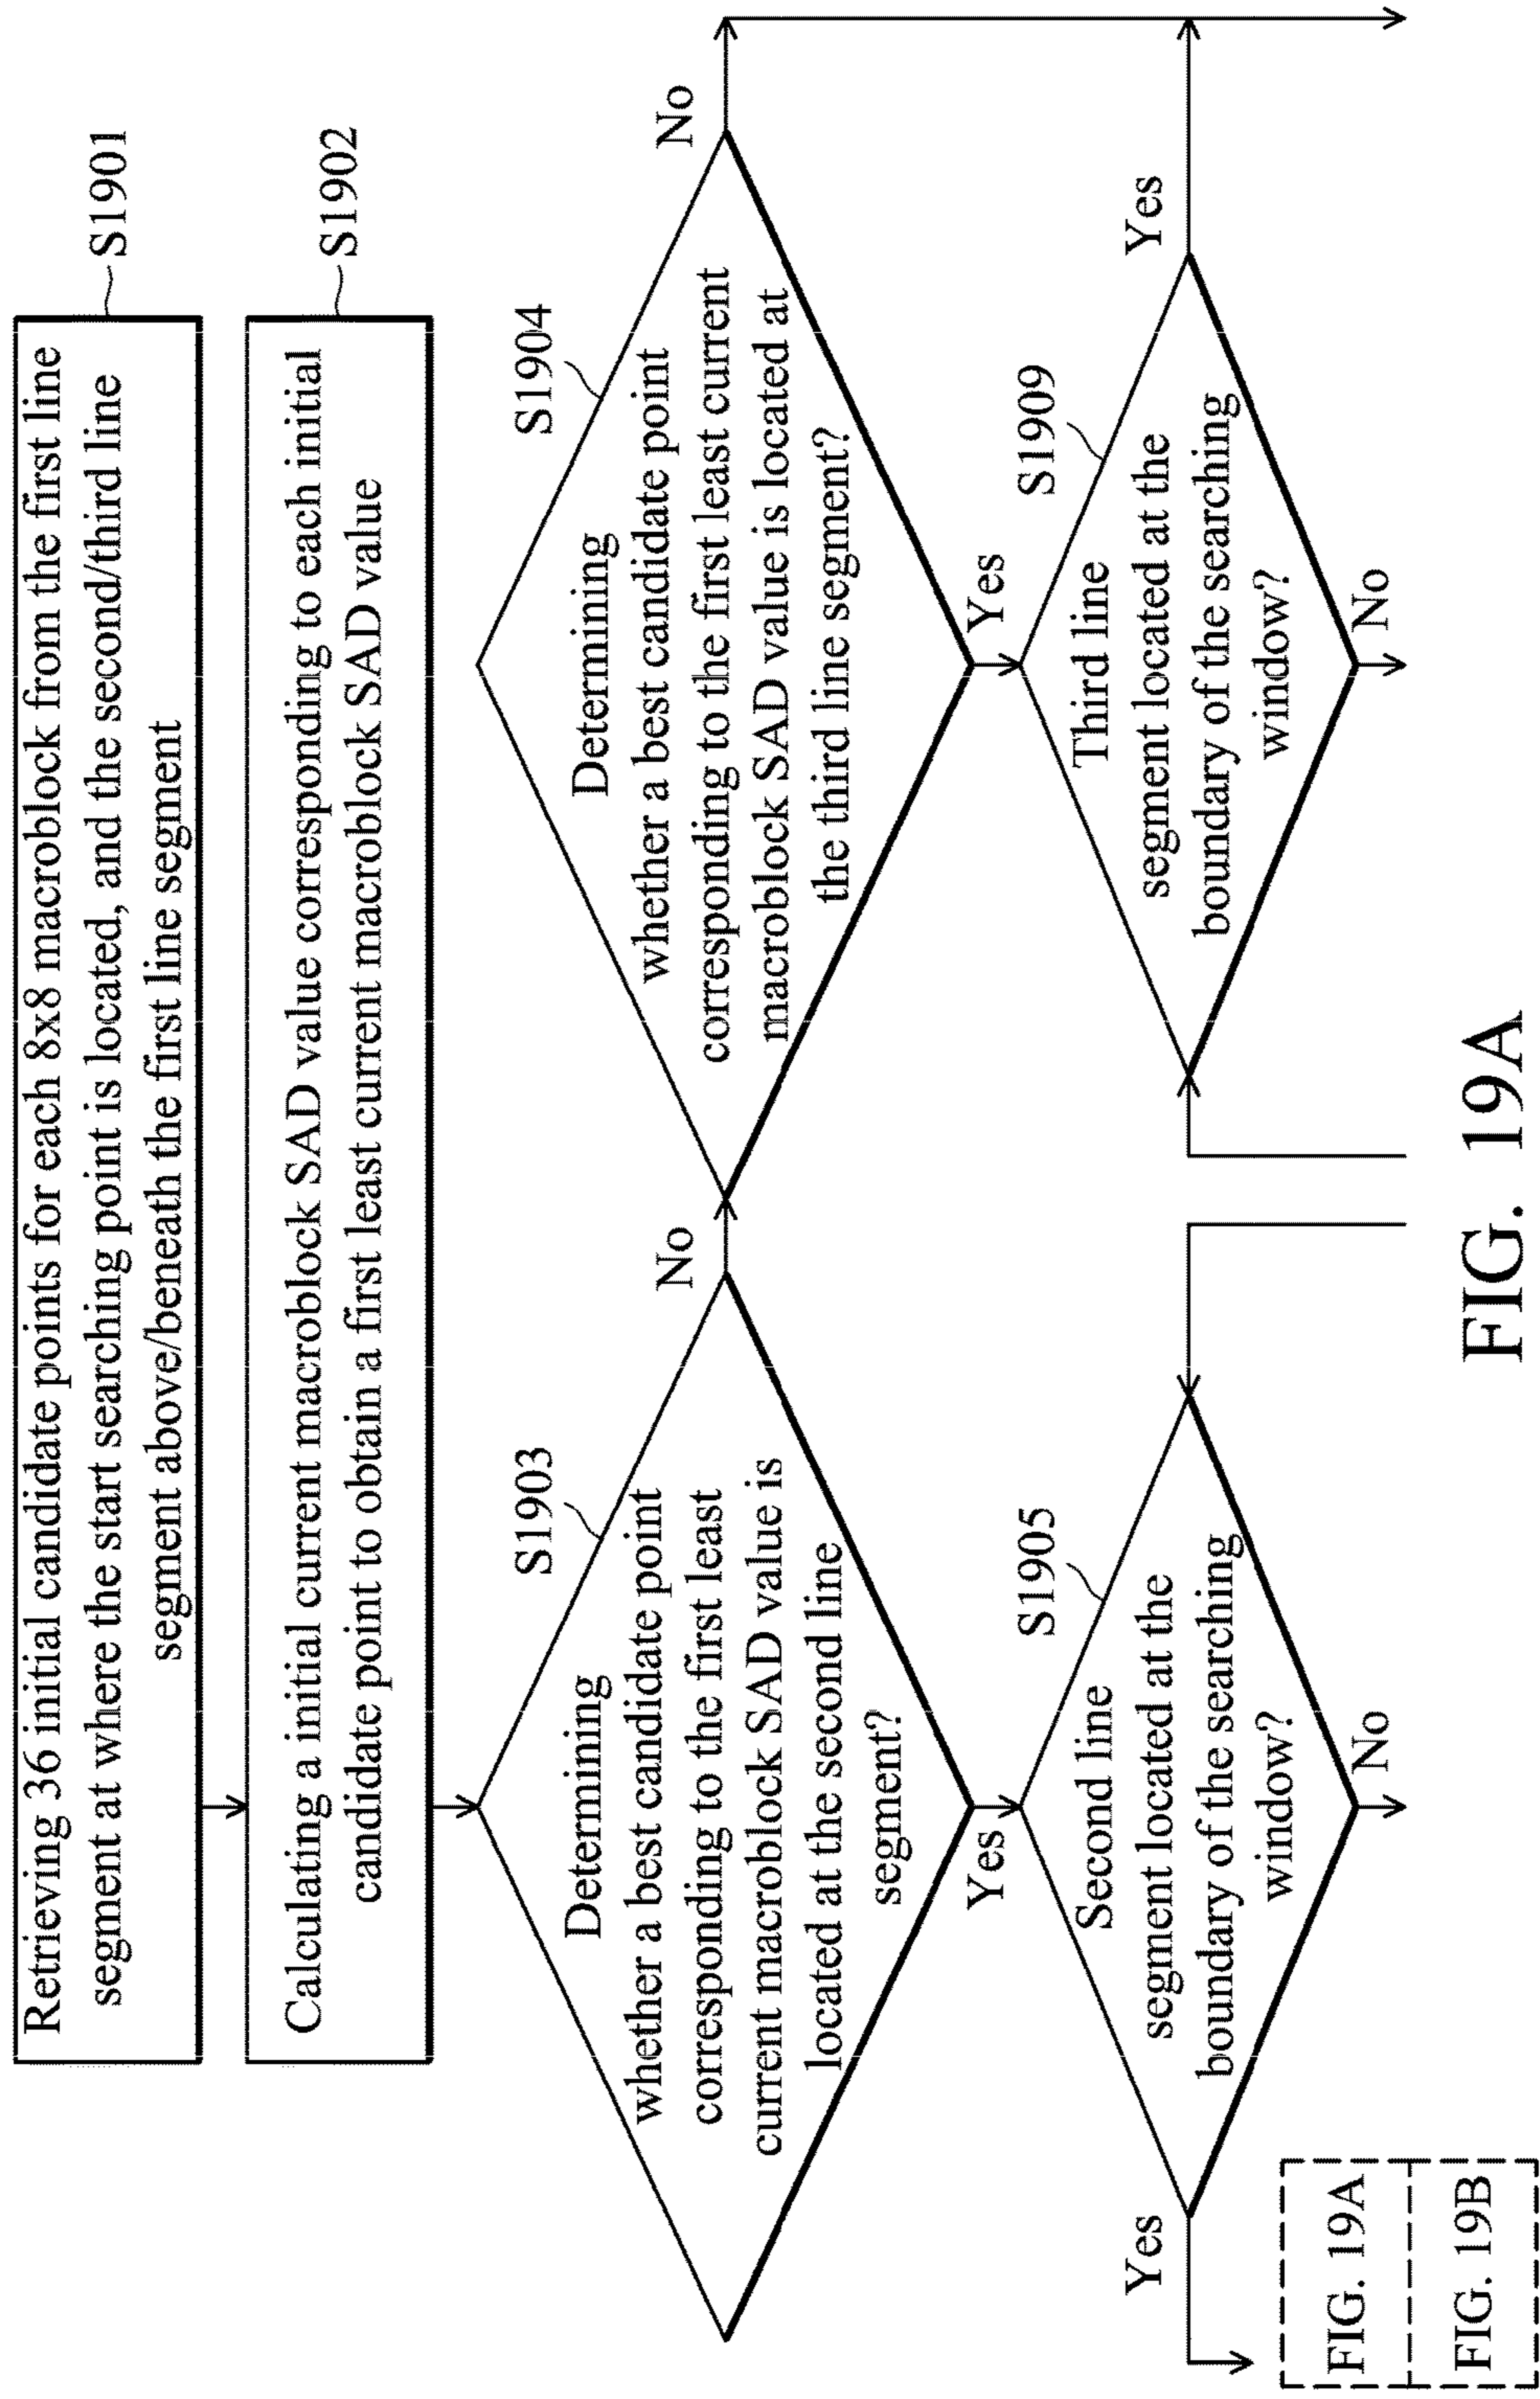 Retrieving 36 initial candidate points for each 8x8 macroblock from the first line
segment at where the start searching point is located, and the second/third line
segment above/beneath the first line segment
S1901
Calculating a initial current macroblock SAD value corresponding to each initial
candidate point to obtain a first least current macroblock SAD value
S1902
S1903
Determining
whether a best candidate point
corresponding to the first least
current macroblock SAD value is
located at the second line
segment?
No
Yes
S1904
Determining
whether a best candidate point
corresponding to the first least current
macroblock SAD value is located at
the third line segment?
No
Yes
S1905
Second line
segment located at the
boundary of the searching
window?
Yes
No
S1909
Third line
segment located at the
boundary of the searching
window?
Yes
No
FIG. 19A
FIG. 19B
FIG. 19A